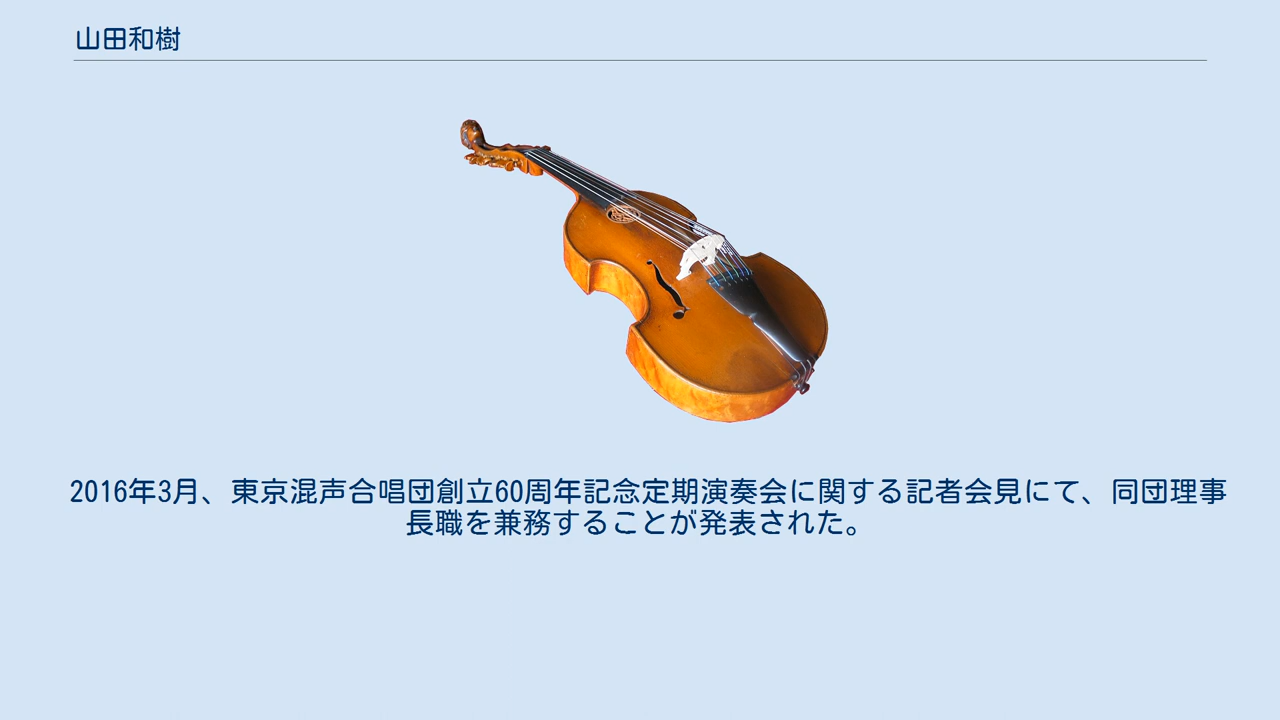 山田和樹
2016年3月、東京混声合唱団創立60周年記念定期演奏会に関する記者会見にて、同団理事
長職を兼務することが発表された。